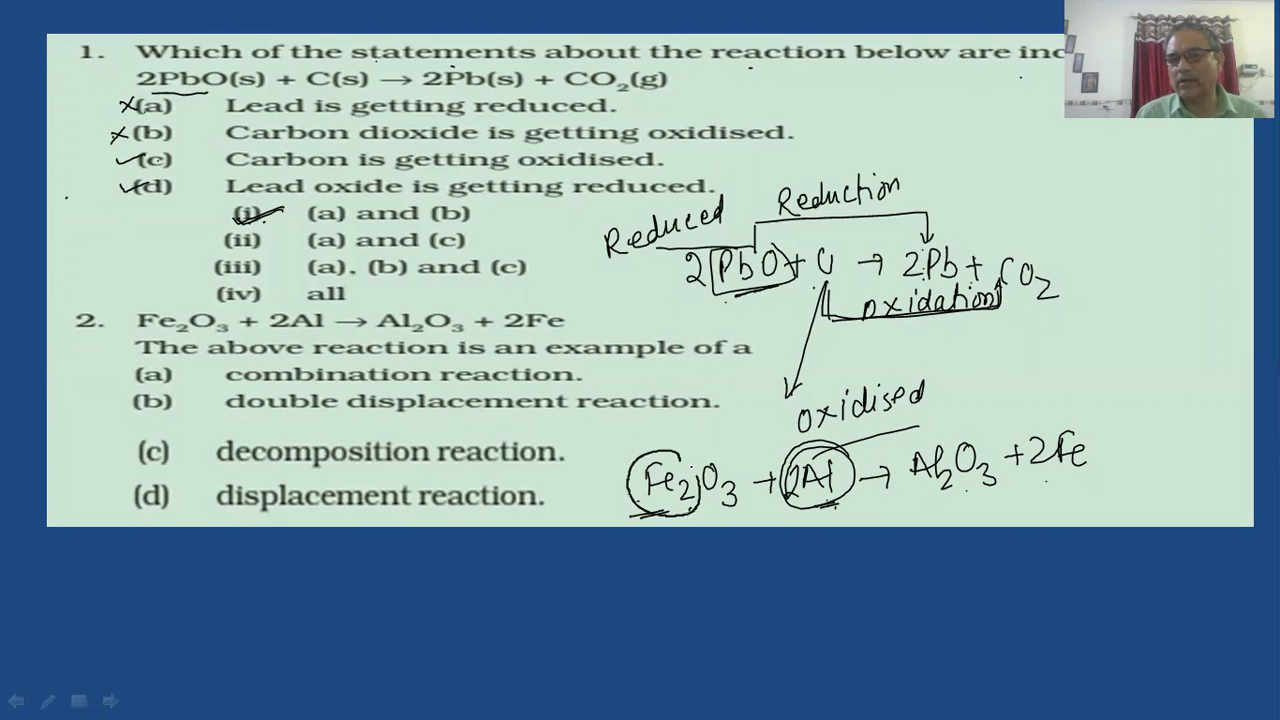 1. Which of the statements about the reaction below are inc
2PbO(s) + C(s) → 2Pb(s) + CO₂(g)
(a) Lead is getting reduced.
(b) Carbon dioxide is getting oxidised.
(c) Carbon is getting oxidised.
(d) Lead oxide is getting reduced.
(i) (a) and (b)
(ii) (a) and (c)
(iii) (a), (b) and (c)
(iv) all
Reduced
Reduction
2PbO + C → 2Pb + CO₂
oxidation
oxidised
2. Fe₂O₃ + 2Al → Al₂O₃ + 2Fe
The above reaction is an example of a
(a) combination reaction.
(b) double displacement reaction.
(c) decomposition reaction.
(d) displacement reaction.
Fe₂O₃ + 2Al → Al₂O₃ + 2Fe